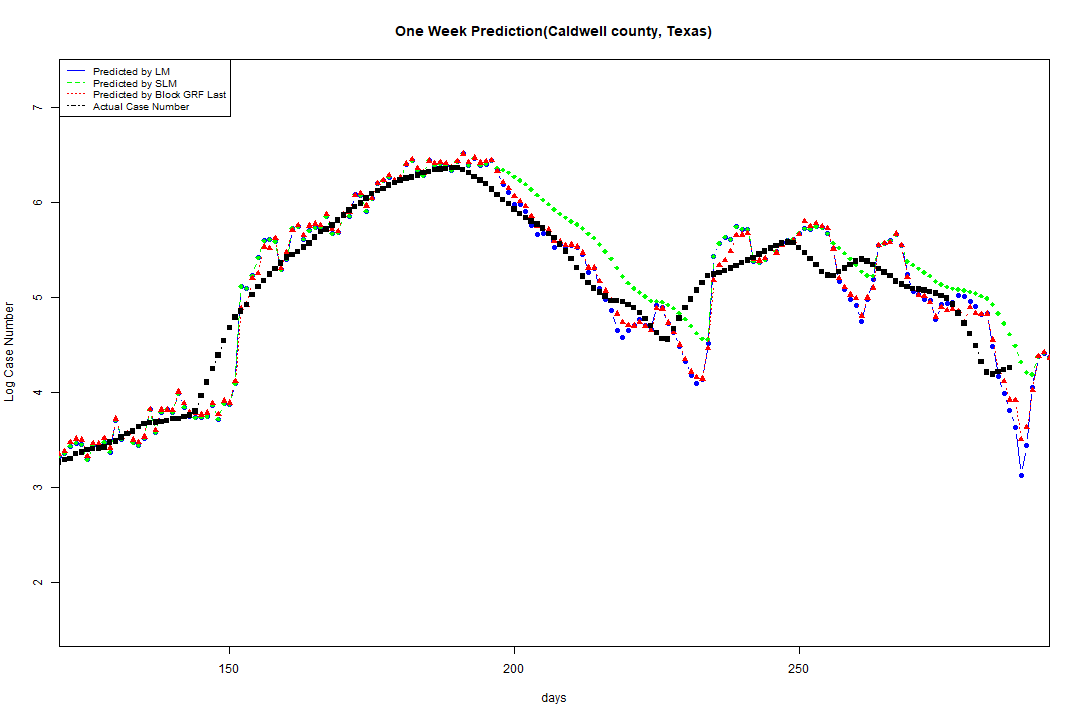 One Week Prediction(Caldwell county, Texas)
Predicted by LM
Predicted by SLM
Predicted by Block GRF Last
Actual Case Number
7
6
5
4
3
2
Log Case Number
150
200
250
days